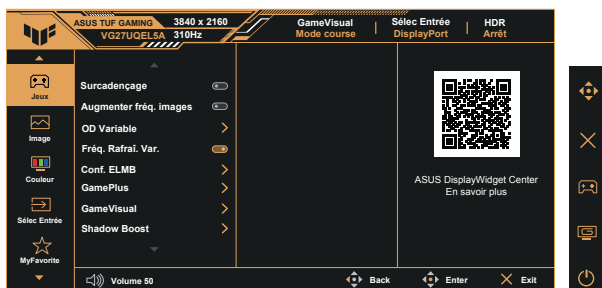 ASUS TUF GAMING 3840 x 2160
VG27UQEL5A 310Hz
GameVisual
Mode course
Sélec Entrée
DisplayPort
HDR
Arrêt
Jeux
Image
Couleur
Sélec Entrée
MyFavorite
Surcadençage
Augmenter fréq. images
OD Variable
Fréq. Rafraî. Var.
Conf. ELMB
GamePlus
GameVisual
Shadow Boost
ASUS DisplayWidget Center
En savoir plus
Volume 50
Back
Enter
Exit